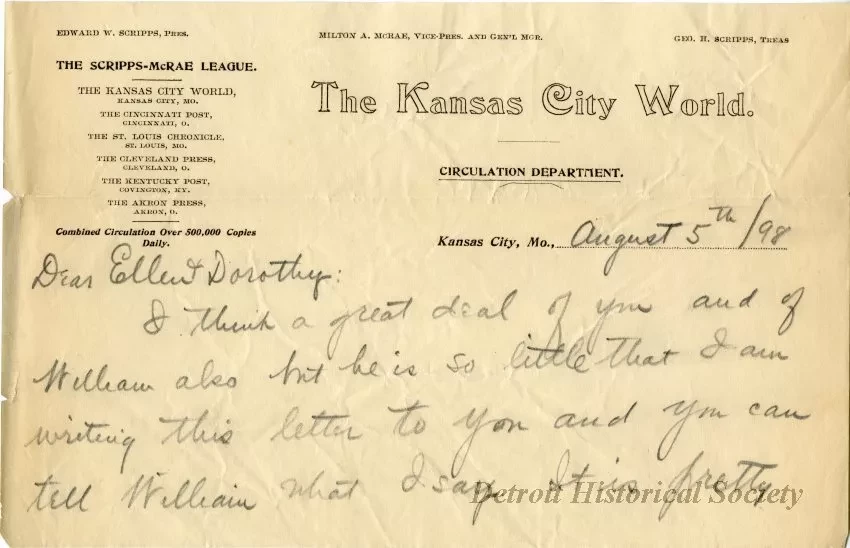 EDWARD W. SCRIPPS, PRES. MILTON A. McRAE, VICE-PRES. AND GEN'L MGR. GEO. H. SCRIPPS, TREAS
THE SCRIPPS-McRAE LEAGUE.
THE KANSAS CITY WORLD,
KANSAS CITY, MO.
THE CINCINNATI POST,
CINCINNATI, O.
THE ST. LOUIS CHRONICLE,
ST. LOUIS, MO.
THE CLEVELAND PRESS,
CLEVELAND, O.
THE KENTUCKY POST,
COVINGTON, KY.
THE AKRON PRESS,
AKRON, O.
Combined Circulation Over 500,000 Copies
Daily.
The Kansas City World.
CIRCULATION DEPARTMENT.
Kansas City, Mo., August 5th /98
Dear Ellen & Dorothy:
I think a great deal of you and of
William also but he is so little that I am
writing this letter to you and you can
tell William what I say. It is pretty
Detroit Historical Society